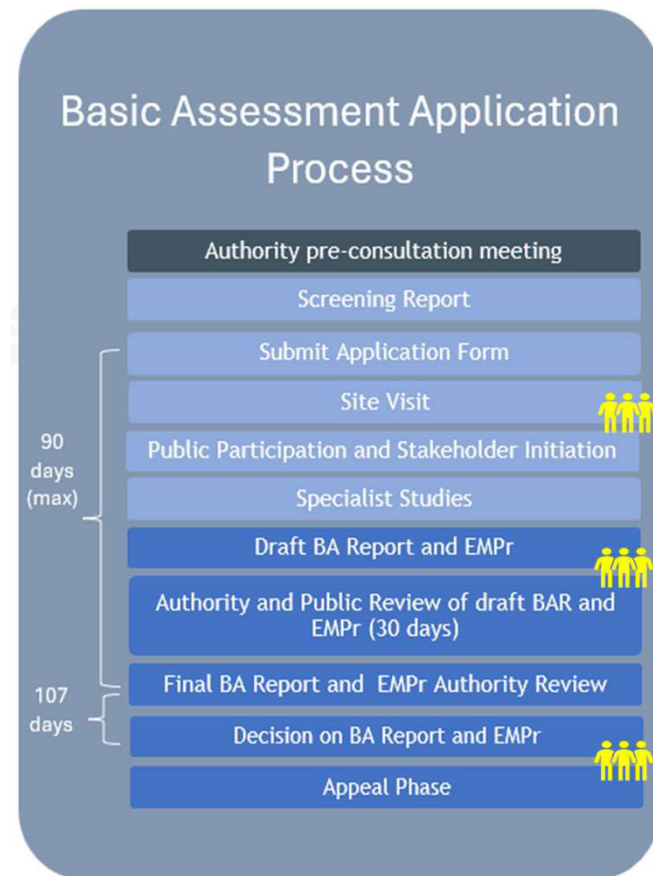 Basic Assessment Application
Process
Authority pre-consultation meeting
Screening Report
Submit Application Form
Site Visit
90
days
(max)
Public Participation and Stakeholder Initiation
Specialist Studies
Draft BA Report and EMPr
Authority and Public Review of draft BAR and
EMPr (30 days)
107
days
Final BA Report and EMPr Authority Review
Decision on BA Report and EMPr
Appeal Phase